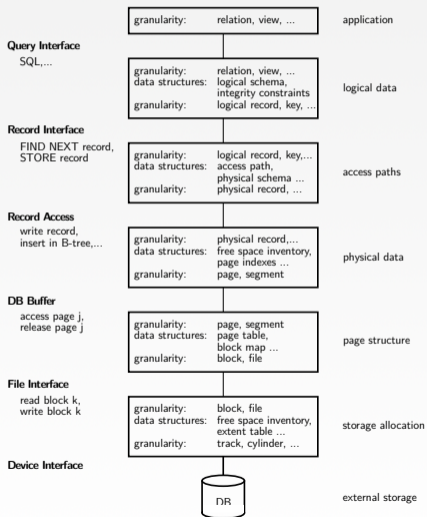 granularity: relation, view, ... application
Query Interface
SQL,...
granularity: relation, view, ...
data structures: logical schema,
integrity constraints
granularity: logical record, key, ...
logical data
Record Interface
FIND NEXT record,
STORE record
granularity: logical record, key,...
data structures: access path,
physical schema ...
granularity: physical record, ...
access paths
Record Access
write record,
insert in B-tree,...
granularity: physical record,...
data structures: free space inventory,
page indexes ...
granularity: page, segment
physical data
DB Buffer
access page j,
release page j
granularity: page, segment
data structures: page table,
block map ...
granularity: block, file
page structure
File Interface
read block k,
write block k
granularity: block, file
data structures: free space inventory,
extent table ...
granularity: track, cylinder, ...
storage allocation
Device Interface
DB
external storage